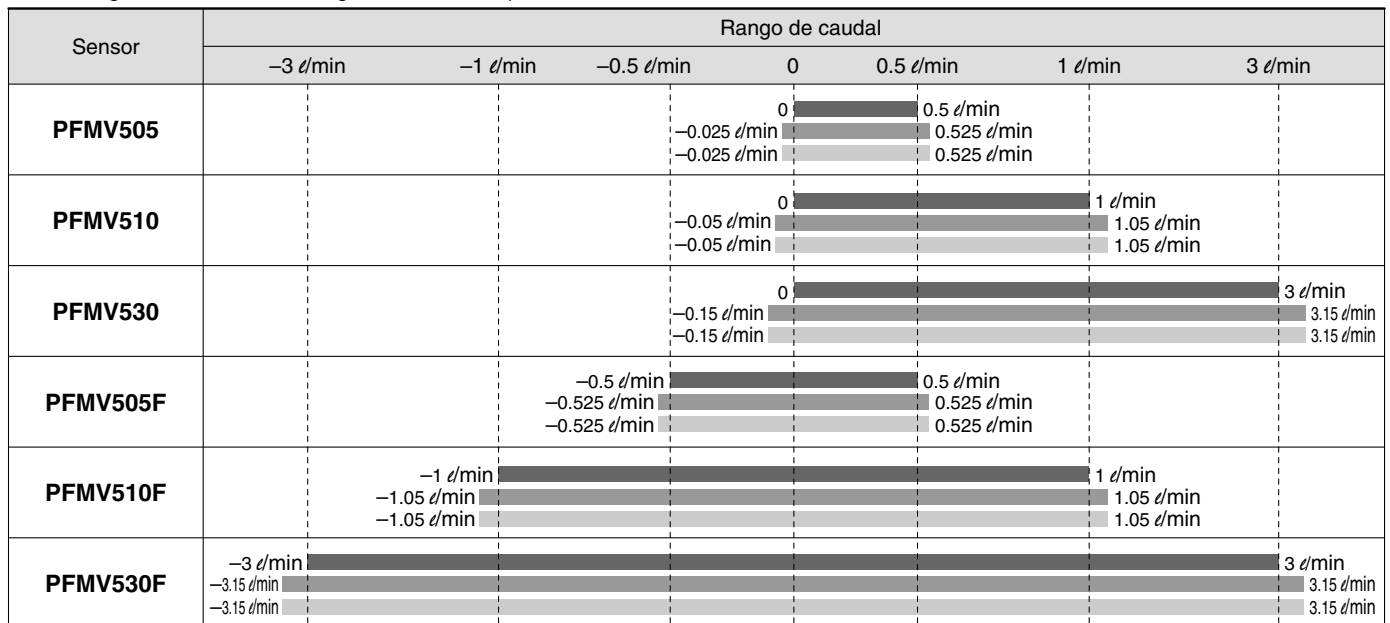 Sensor
Rango de caudal
–3 ℓ/min –1 ℓ/min –0.5 ℓ/min 0 0.5 ℓ/min 1 ℓ/min 3 ℓ/min
PFMV505
0 0.5 ℓ/min
–0.025 ℓ/min 0.525 ℓ/min
–0.025 ℓ/min 0.525 ℓ/min
PFMV510
0 1 ℓ/min
–0.05 ℓ/min 1.05 ℓ/min
–0.05 ℓ/min 1.05 ℓ/min
PFMV530
0 3 ℓ/min
–0.15 ℓ/min 3.15 ℓ/min
–0.15 ℓ/min 3.15 ℓ/min
PFMV505F
–0.5 ℓ/min 0.5 ℓ/min
–0.525 ℓ/min 0.525 ℓ/min
–0.525 ℓ/min 0.525 ℓ/min
PFMV510F
–1 ℓ/min 1 ℓ/min
–1.05 ℓ/min 1.05 ℓ/min
–1.05 ℓ/min 1.05 ℓ/min
PFMV530F
–3 ℓ/min 3 ℓ/min
–3.15 ℓ/min 3.15 ℓ/min
–3.15 ℓ/min 3.15 ℓ/min